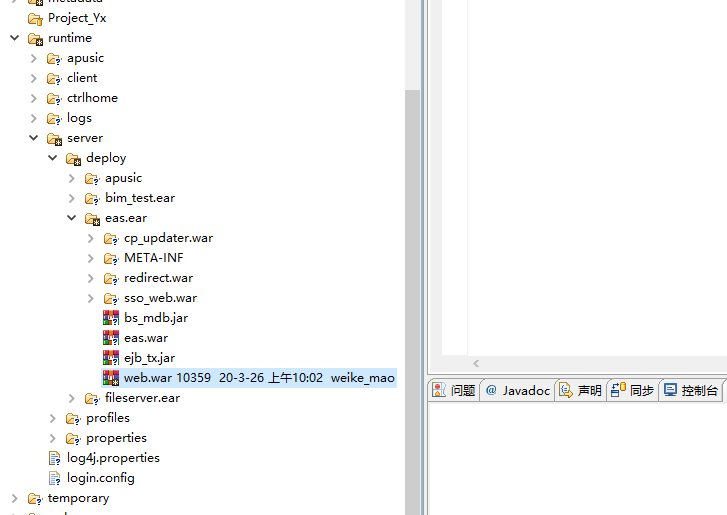 metadata
Project_Yx
runtime
apusic
client
ctrlhome
logs
server
deploy
apusic
bim_test.ear
eas.ear
cp_updater.war
META-INF
redirect.war
sso_web.war
bs_mdb.jar
eas.war
ejb_tx.jar
web.war 10359 20-3-26 上午10:02 weike_mao
fileserver.ear
profiles
properties
log4j.properties
login.config
temporary
问题 @ Javadoc 声明 同步 控制台